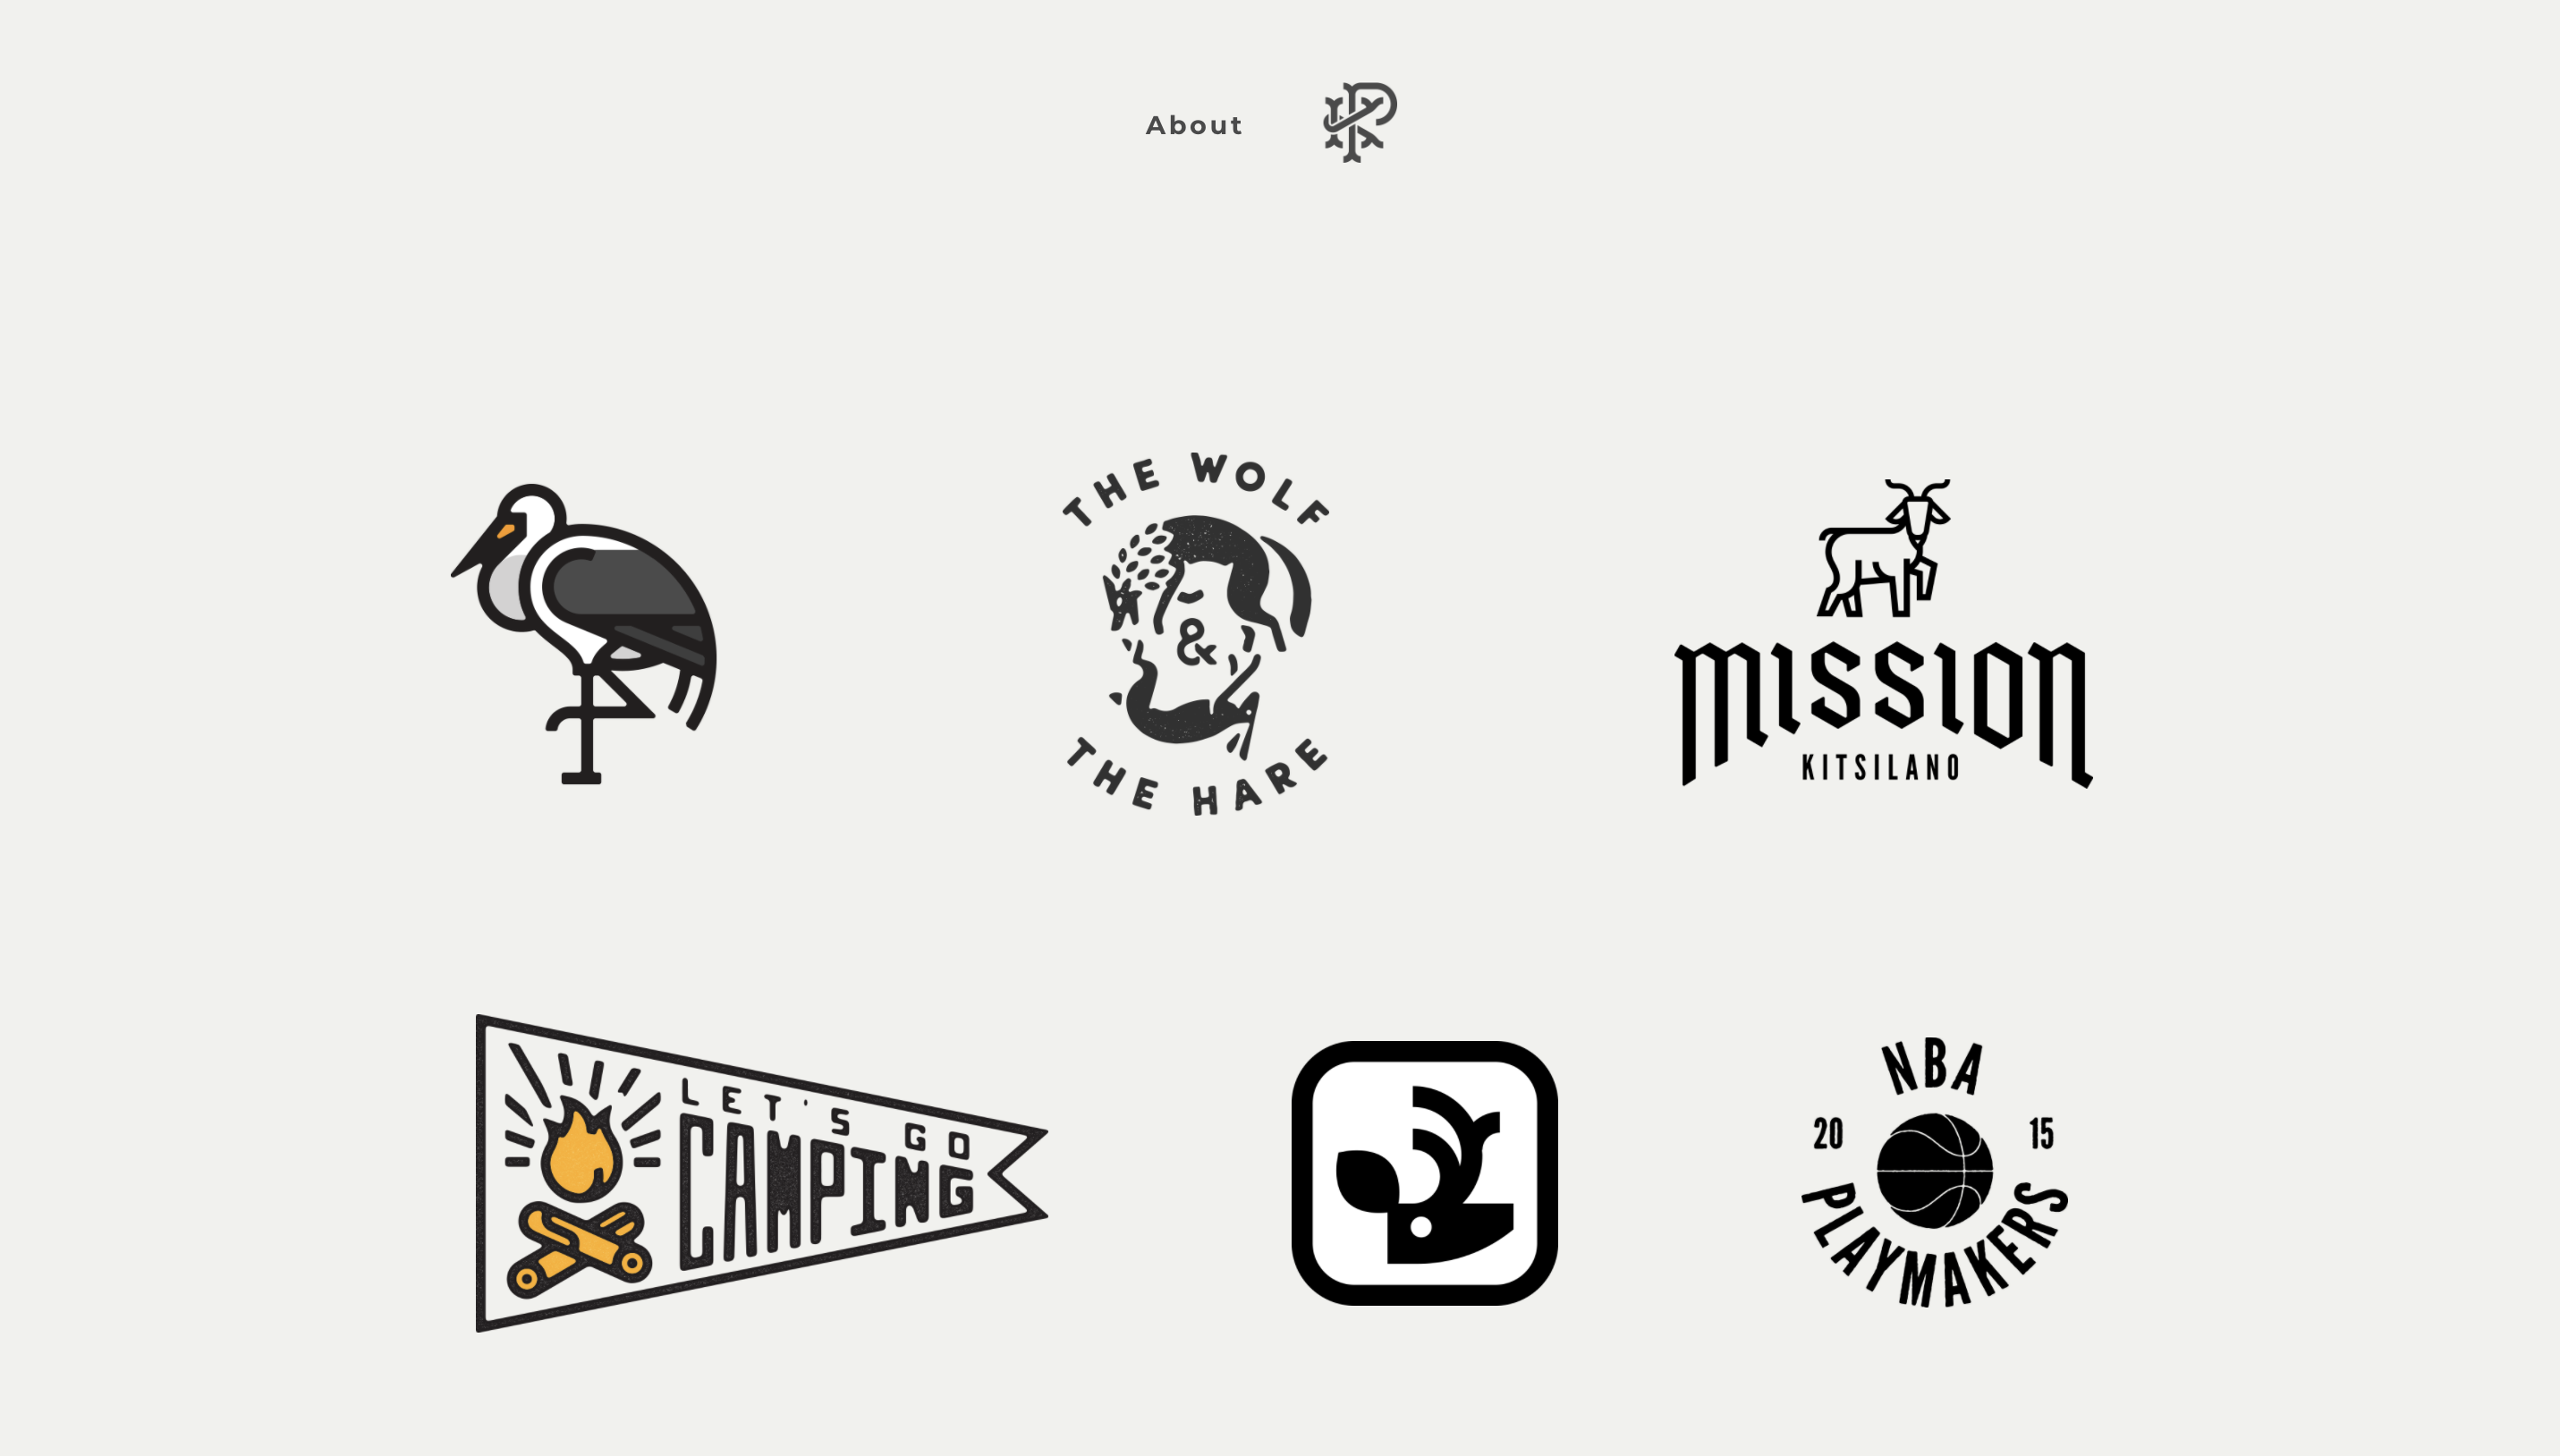 About
THE WOLF
&
THE HARE
MISSION
KITSILANO
LET'S GO
CAMPING
NBA
20 15
PLAYMAKERS